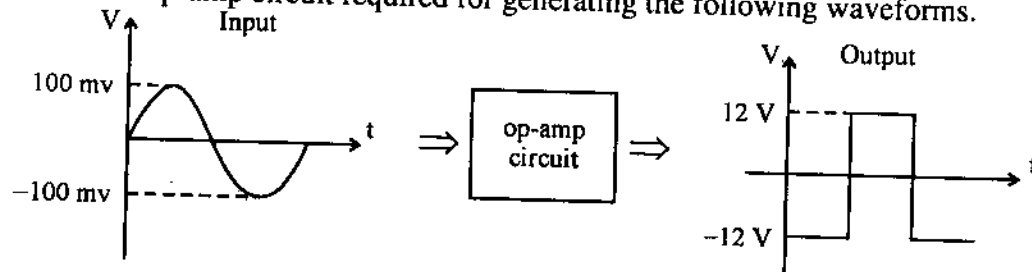 -amp circuit required for generating the following waveforms.
V Input
100 mv
t
-100 mv
⇒ op-amp
circuit ⇒
V Output
12 V
t
-12 V